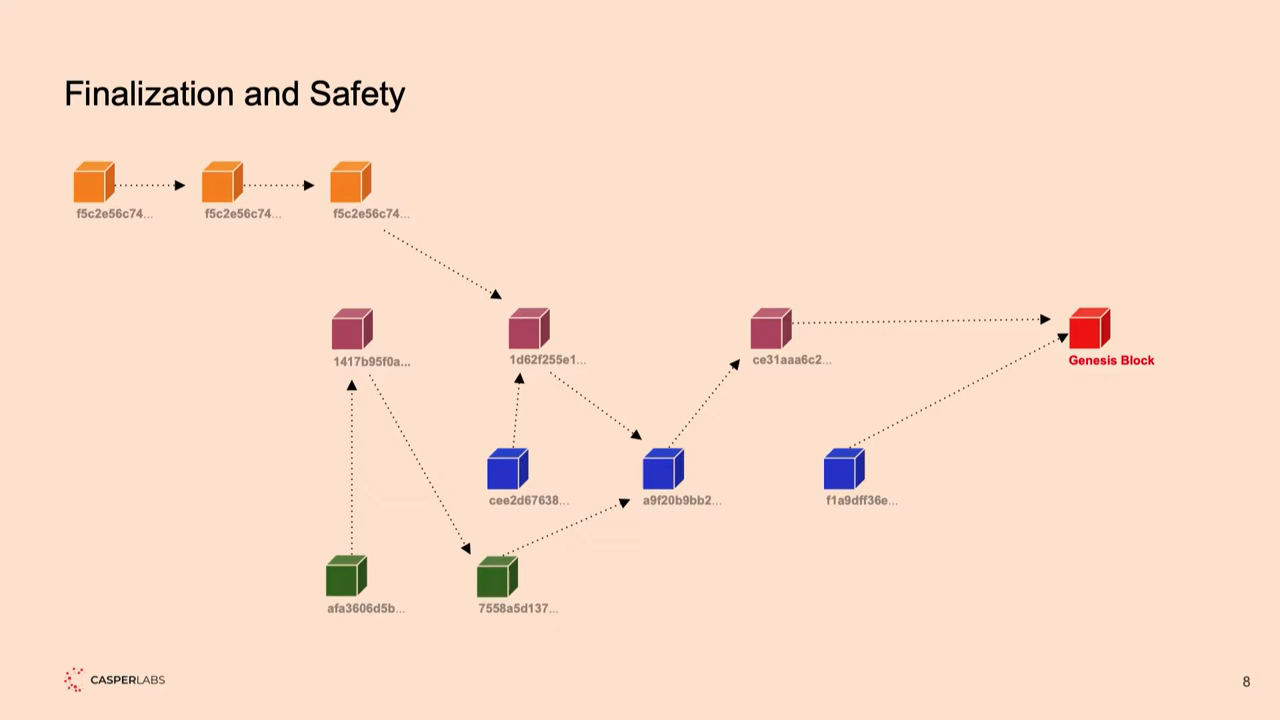 Finalization and Safety
f5c2e56c74...
f5c2e56c74...
f5c2e56c74...
1417b95f0a...
1d62f255e1...
ce31aaa6c2...
Genesis Block
cee2d67638...
a9f20b9bb2...
f1a9dff36e...
afa3606d5b...
7558a5d137...
CASPERLABS
8